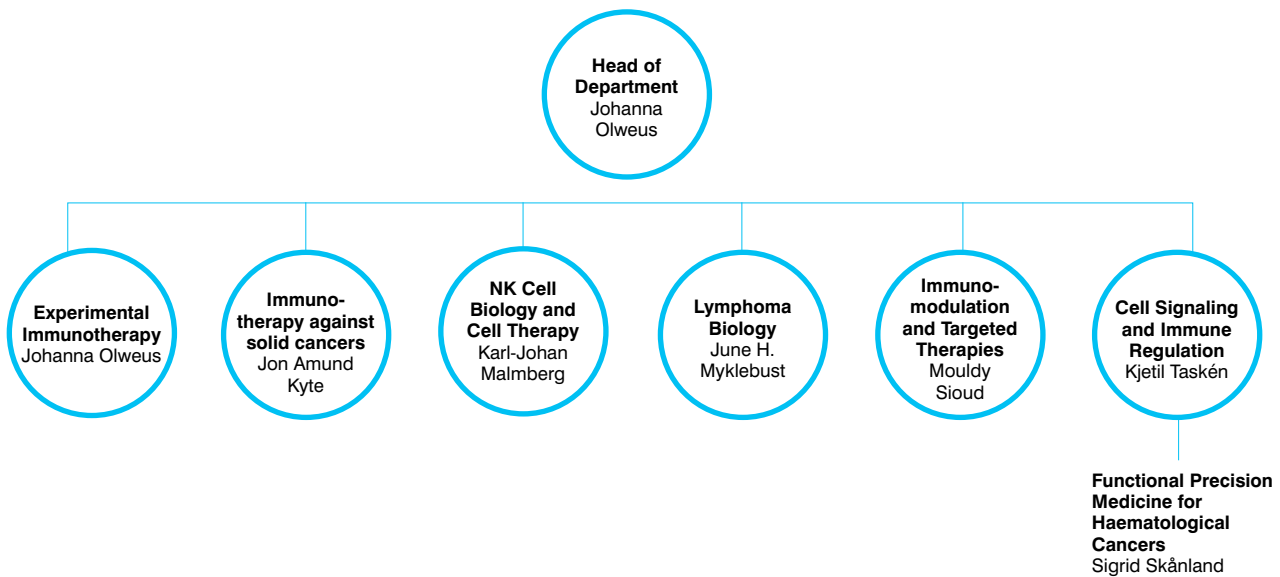 Head of
Department
Johanna
Olweus
Experimental
Immunotherapy
Johanna Olweus
Immuno-
therapy against
solid cancers
Jon Amund
Kyte
NK Cell
Biology and
Cell Therapy
Karl-Johan
Malmberg
Lymphoma
Biology
June H.
Myklebust
Immuno-
modulation
and Targeted
Therapies
Mouldy
Sioud
Cell Signaling
and Immune
Regulation
Kjetil Taskén
Functional Precision
Medicine for
Haematological
Cancers
Sigrid Skånland